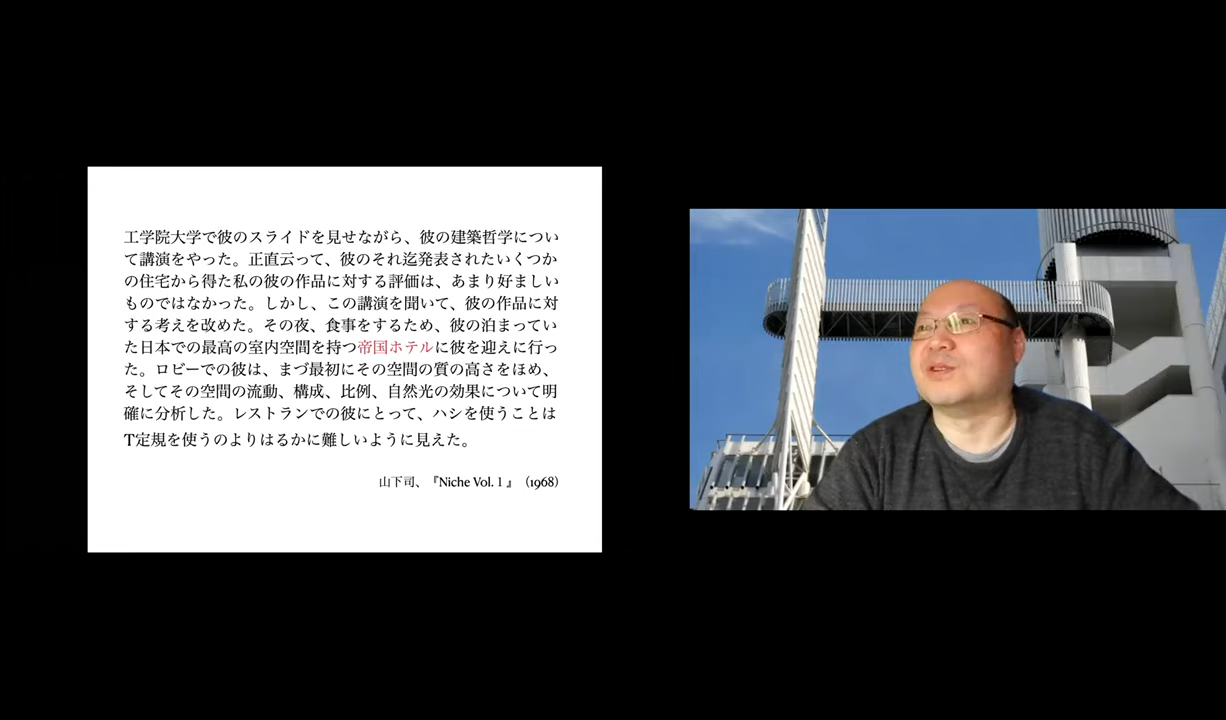 工学院大学で彼のスライドを見せながら、彼の建築哲学につい
て講演をやった。正直云って、彼のそれ迄発表されたいくつか
の住宅から得た私の彼の作品に対する評価は、あまり好ましい
ものではなかった。しかし、この講演を聞いて、彼の作品に対
する考えを改めた。その夜、食事をするため、彼の泊まってい
た日本での最高の室内空間を持つ帝国ホテルに彼を迎えに行っ
た。ロビーでの彼は、まづ最初にその空間の質の高さをほめ、
そしてその空間の流動、構成、比例、自然光の効果について明
確に分析した。レストランでの彼にとって、ハシを使うことは
T定規を使うのよりはるかに難しいように見えた。
山下司、『Niche Vol. 1 』（1968）